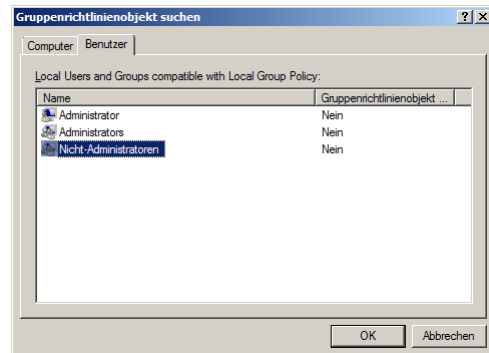 Gruppenrichtlinienobjekt suchen
Computer Benutzer
Local Users and Groups compatible with Local Group Policy:
Name Gruppenrichtlinienobjekt ...
Administrator Nein
Administrators Nein
Nicht-Administratoren Nein
OK Abbrechen